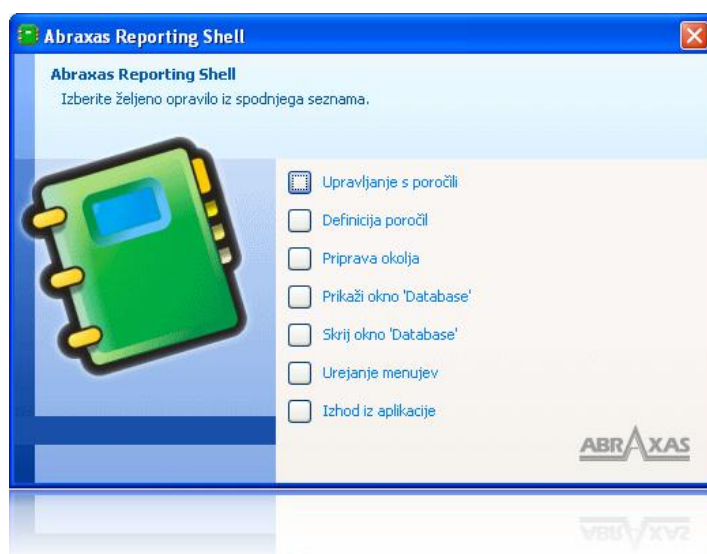 Abraxas Reporting Shell
Abraxas Reporting Shell
Izberite željeno opravilo iz spodnjega seznama.
Upravljanje s poročili
Definicija poročil
Priprava okolja
Prikaži okno 'Database'
Skrij okno 'Database'
Urejanje menujev
Izhod iz aplikacije
ABRAXAS